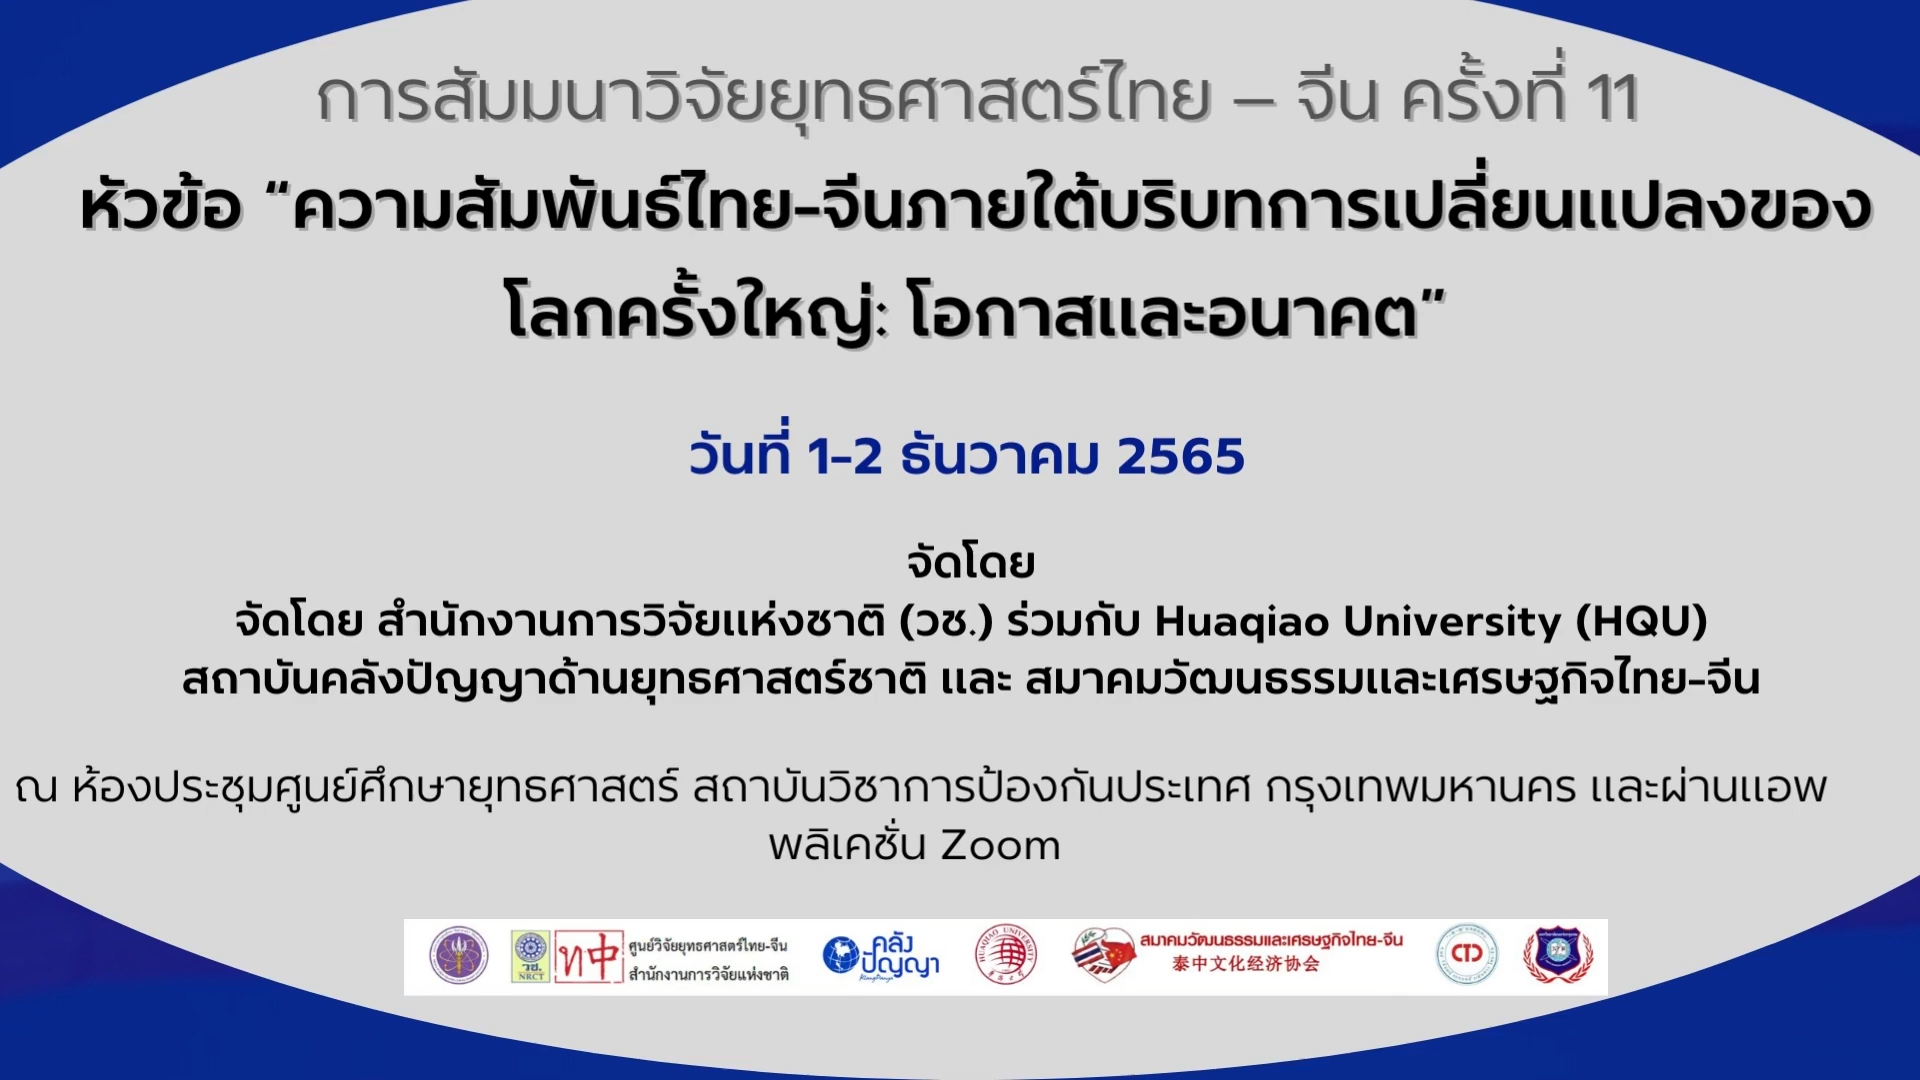 การสัมมนาวิจัยยุทธศาสตร์ไทย – จีน ครั้งที่ 11
หัวข้อ “ความสัมพันธ์ไทย-จีนภายใต้บริบทการเปลี่ยนแปลงของ
โลกครั้งใหญ่: โอกาสและอนาคต”
วันที่ 1-2 ธันวาคม 2565
จัดโดย
จัดโดย สำนักงานการวิจัยแห่งชาติ (วช.) ร่วมกับ Huaqiao University (HQU)
สถาบันคลังปัญญาด้านยุทธศาสตร์ชาติ และ สมาคมวัฒนธรรมและเศรษฐกิจไทย-จีน
ณ ห้องประชุมศูนย์ศึกษายุทธศาสตร์ สถาบันวิชาการป้องกันประเทศ กรุงเทพมหานคร และผ่านแอพ
พลิเคชั่น Zoom
วช.
NRCT
ท中
ศูนย์วิจัยยุทธศาสตร์ไทย-จีน
สำนักงานการวิจัยแห่งชาติ
คลัง
ปัญญา
KlangPanya
HUAQIAO UNIVERSITY
สมาคมวัฒนธรรมและเศรษฐกิจไทย-จีน
泰中文化经济协会
CTC